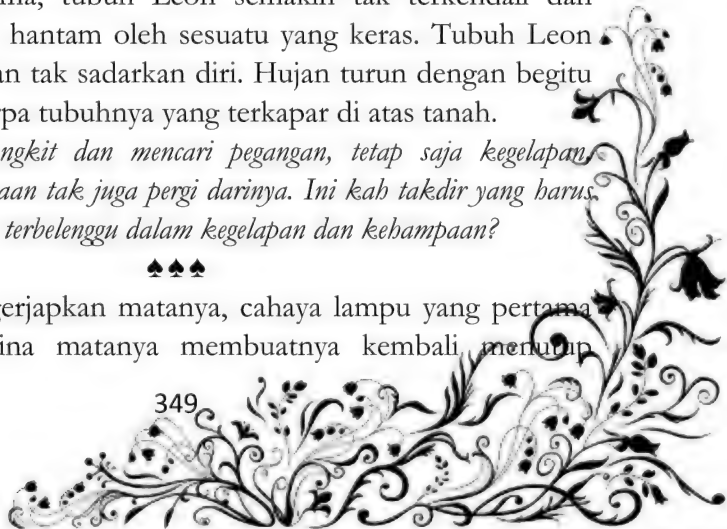 tubuh Leon semakin tak terkendali dan
hantam oleh sesuatu yang keras. Tubuh Leon
tak sadarkan diri. Hujan turun dengan begitu
tubuhnya yang terkapar di atas tanah.
dan mencari pegangan, tetap saja kegelapan,
tak juga pergi darinya. Ini kah takdir yang harus
terbelenggu dalam kegelapan dan kehampaan?
♠♠♠
matanya, cahaya lampu yang pertama
matanya membuatnya kembali menutup
349